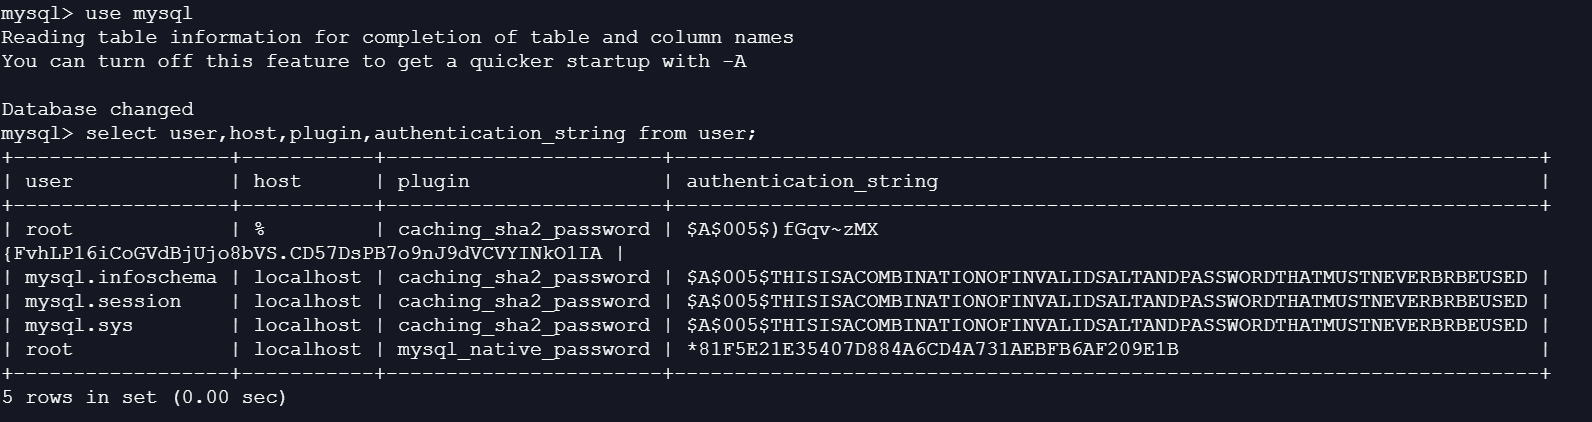 mysql> use mysql
Reading table information for completion of table and column names
You can turn off this feature to get a quicker startup with -A
Database changed
mysql> select user,host,plugin,authentication_string from user;
+------------------+-----------+-----------------------+------------------------------------------------------------------------+
| user             | host      | plugin                | authentication_string                                                  |
+------------------+-----------+-----------------------+------------------------------------------------------------------------+
| root             | %         | caching_sha2_password | $A$005$)fGqv~zMX
{FvhLP16iCoGVdBjUjo8bVS.CD57DsPB7o9nJ9dVCVYINkO1IA |
| mysql.infoschema | localhost | caching_sha2_password | $A$005$THISISACOMBINATIONOFINVALIDSALTANDPASSWORDTHATMUSTNEVERBRBEUSED |
| mysql.session    | localhost | caching_sha2_password | $A$005$THISISACOMBINATIONOFINVALIDSALTANDPASSWORDTHATMUSTNEVERBRBEUSED |
| mysql.sys        | localhost | caching_sha2_password | $A$005$THISISACOMBINATIONOFINVALIDSALTANDPASSWORDTHATMUSTNEVERBRBEUSED |
| root             | localhost | mysql_native_password | *81F5E21E35407D884A6CD4A731AEBFB6AF209E1B                              |
+------------------+-----------+-----------------------+------------------------------------------------------------------------+
5 rows in set (0.00 sec)